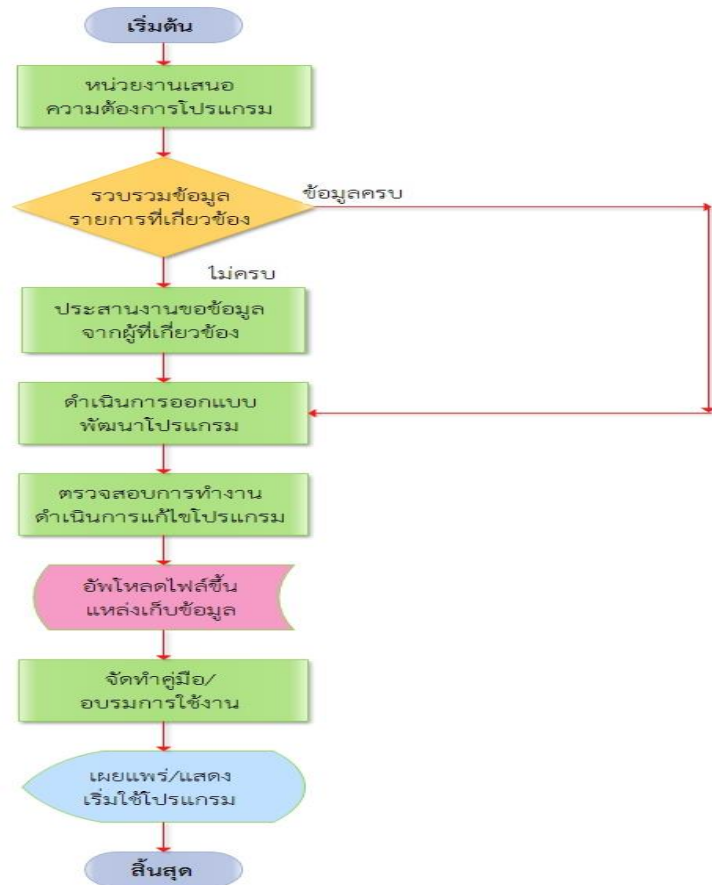 เริ่มต้น
หน่วยงานเสนอ
ความต้องการโปรแกรม
รวบรวมข้อมูล
รายการที่เกี่ยวข้อง
ข้อมูลครบ
ไม่ครบ
ประสานงานขอข้อมูล
จากผู้ที่เกี่ยวข้อง
ดำเนินการออกแบบ
พัฒนาโปรแกรม
ตรวจสอบการทำงาน
ดำเนินการแก้ไขโปรแกรม
อัพโหลดไฟล์ขึ้น
แหล่งเก็บข้อมูล
จัดทำคู่มือ/
อบรมการใช้งาน
เผยแพร่/แสดง
เริ่มใช้โปรแกรม
สิ้นสุด